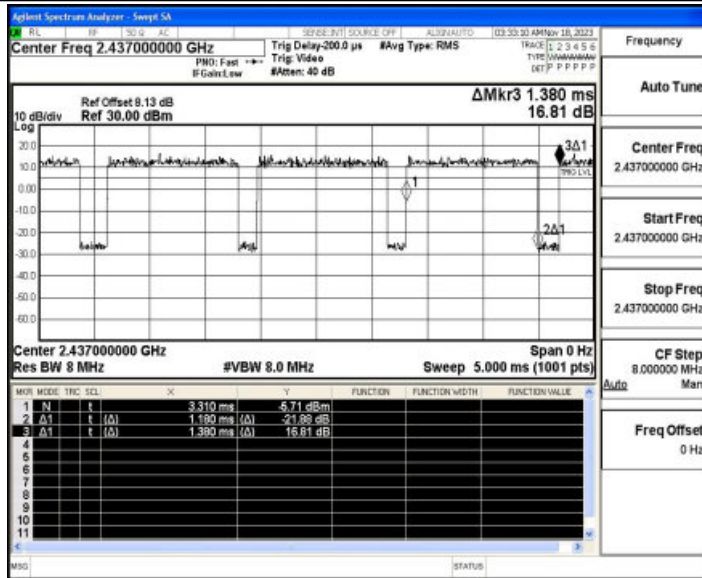 Agilent Spectrum Analyzer - Swept SA
RL RF 50 Ω AC SENSE:INT SOURCE OFF ALIGNAUTO 03:33:10 AM Nov 18, 2023
Center Freq 2.437000000 GHz
PNO: Fast
IFGain:Low
Trig Delay-200.0 µs
Trig: Video
#Atten: 40 dB
#Avg Type: RMS
TRACE 1 2 3 4 5 6
TYPE
DET P P P P P P
Ref Offset 8.13 dB
Ref 30.00 dBm
10 dB/div
Log
ΔMkr3 1.380 ms
16.81 dB
20.0
10.0
0.00
-10.0
-20.0
-30.0
-40.0
-50.0
-60.0
3Δ1
TRIG LVL
1
2Δ1
Center 2.437000000 GHz
Span 0 Hz
Res BW 8 MHz
#VBW 8.0 MHz
Sweep 5.000 ms (1001 pts)
MKR MODE TRC SCL X Y FUNCTION FUNCTION WIDTH FUNCTION VALUE
1 N t 3.310 ms -5.71 dBm
2 Δ1 t (Δ) 1.180 ms (Δ) -21.88 dB
3 Δ1 t (Δ) 1.380 ms (Δ) 16.81 dB
4
5
6
7
8
9
10
11
MSG
STATUS
Frequency
Auto Tune
Center Freq
2.437000000 GHz
Start Freq
2.437000000 GHz
Stop Freq
2.437000000 GHz
CF Step
8.000000 MHz
Auto Man
Freq Offset
0 Hz